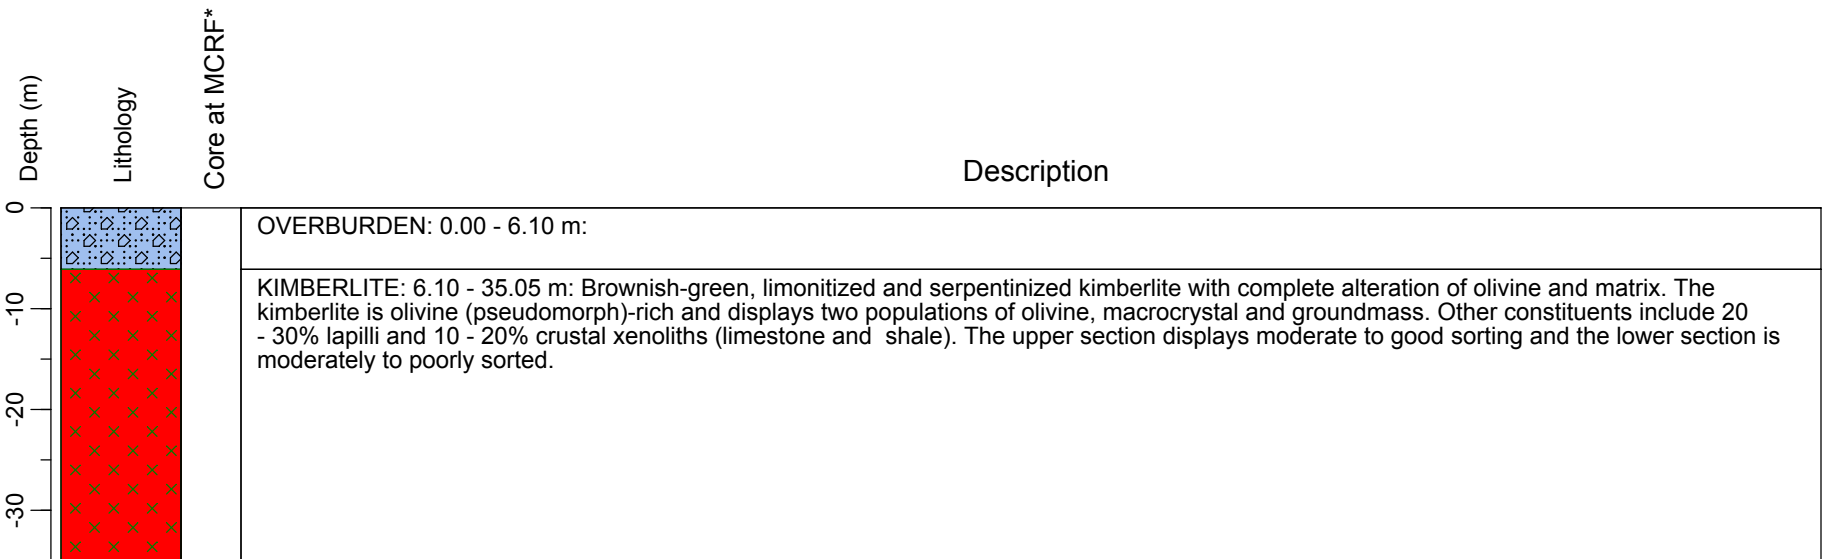 Depth (m)
Lithology
Core at MCRF*
Description
0
OVERBURDEN: 0.00 - 6.10 m:
KIMBERLITE: 6.10 - 35.05 m: Brownish-green, limonitized and serpentinized kimberlite with complete alteration of olivine and matrix. The
kimberlite is olivine (pseudomorph)-rich and displays two populations of olivine, macrocrystal and groundmass. Other constituents include 20
- 30% lapilli and 10 - 20% crustal xenoliths (limestone and  shale). The upper section displays moderate to good sorting and the lower section is
moderately to poorly sorted.
-10
-20
-30